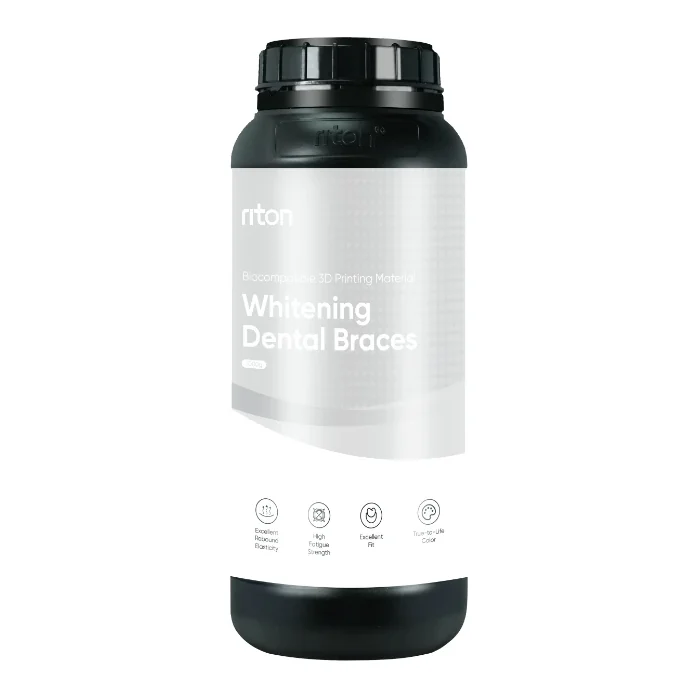 riton
riton
Biocompatible 3D Printing Material
Whitening
Dental Braces
Excellent
Rebound
Elasticity
High
Fatigue
Strength
Excellent
Fit
True-to-Life
Color